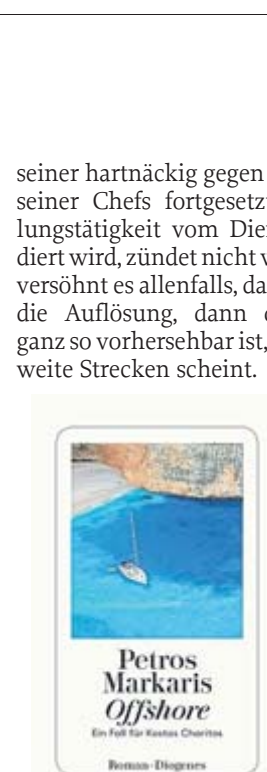 seiner hartnäckig gegen
seiner Chefs fortgesetz
lungstätigkeit vom Dien
diert wird, zündet nicht v
versöhnt es allenfalls, da
die Auflösung, dann
ganz so vorhersehbar ist,
weite Strecken scheint.
Petros
Markaris
Offshore
Ein Fall für Kostas Charitos
Roman · Diogenes